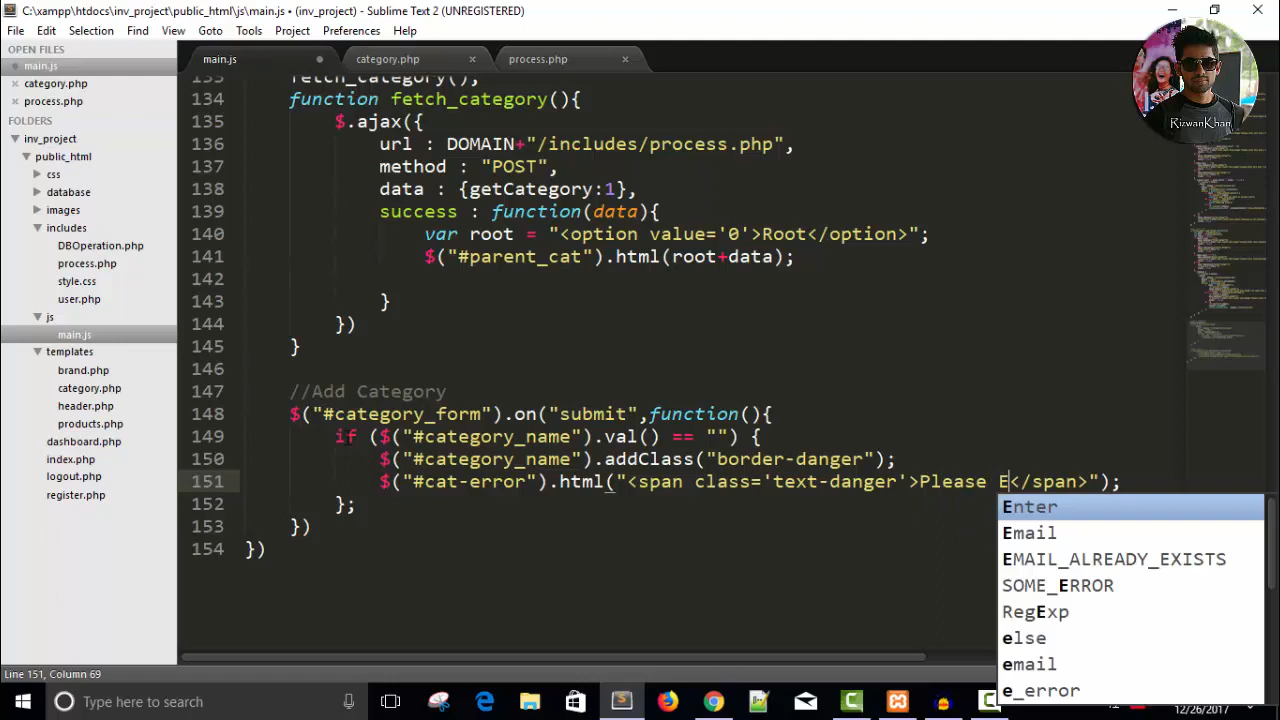 C:\xampp\htdocs\inv_project\public_html\js\main.js • (inv_project) - Sublime Text 2 (UNREGISTERED)
File Edit Selection Find View Goto Tools Project Preferences Help
OPEN FILES
main.js
category.php
process.php
FOLDERS
inv_project
public_html
css
database
images
includes
DBOperation.php
process.php
style.css
user.php
js
main.js
templates
brand.php
category.php
header.php
products.php
dashboard.php
index.php
logout.php
register.php
main.js category.php process.php
133 fetch_category();
134 function fetch_category(){
135 $.ajax({
136 url : DOMAIN+"/includes/process.php",
137 method : "POST",
138 data : {getCategory:1},
139 success : function(data){
140 var root = "<option value='0'>Root</option>";
141 $("#parent_cat").html(root+data);
142
143 }
144 })
145 }
146
147 //Add Category
148 $("#category_form").on("submit",function(){
149 if ($("#category_name").val() == "") {
150 $("#category_name").addClass("border-danger");
151 $("#cat-error").html("<span class='text-danger'>Please E</span>");
152 };
153 })
154 })
Enter
Email
EMAIL_ALREADY_EXISTS
SOME_ERROR
RegExp
else
email
e_error
RizwanKhan
Line 151, Column 69
Type here to search
12/26/2017